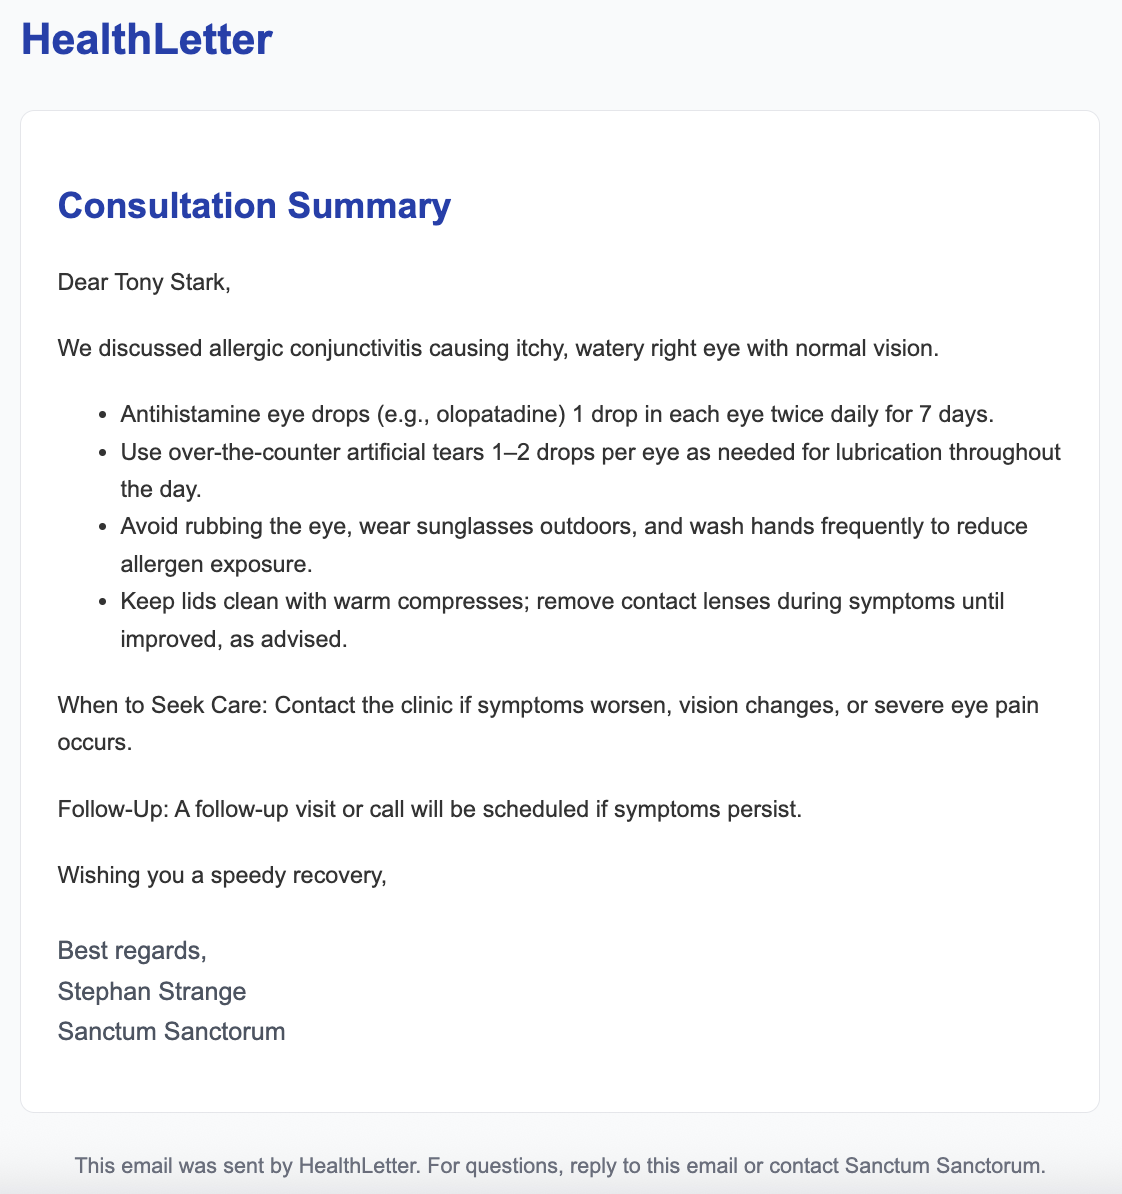 HealthLetter
Consultation Summary
Dear Tony Stark,
We discussed allergic conjunctivitis causing itchy, watery right eye with normal vision.
• Antihistamine eye drops (e.g., olopatadine) 1 drop in each eye twice daily for 7 days.
• Use over-the-counter artificial tears 1–2 drops per eye as needed for lubrication throughout
the day.
• Avoid rubbing the eye, wear sunglasses outdoors, and wash hands frequently to reduce
allergen exposure.
• Keep lids clean with warm compresses; remove contact lenses during symptoms until
improved, as advised.
When to Seek Care: Contact the clinic if symptoms worsen, vision changes, or severe eye pain
occurs.
Follow-Up: A follow-up visit or call will be scheduled if symptoms persist.
Wishing you a speedy recovery,
Best regards,
Stephan Strange
Sanctum Sanctorum
This email was sent by HealthLetter. For questions, reply to this email or contact Sanctum Sanctorum.